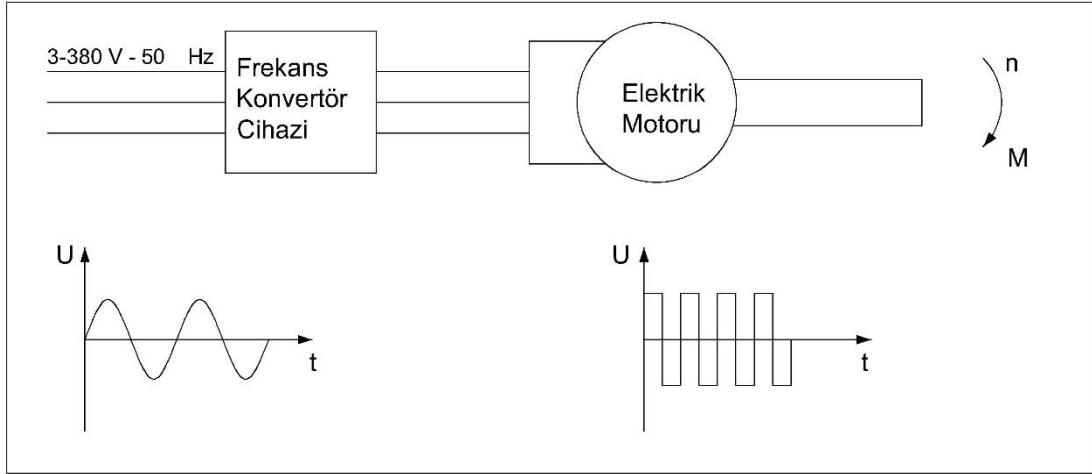 3-380 V - 50 Hz
Frekans
Konvertör
Cihazi
Elektrik
Motoru
n
M
U
t
U
t